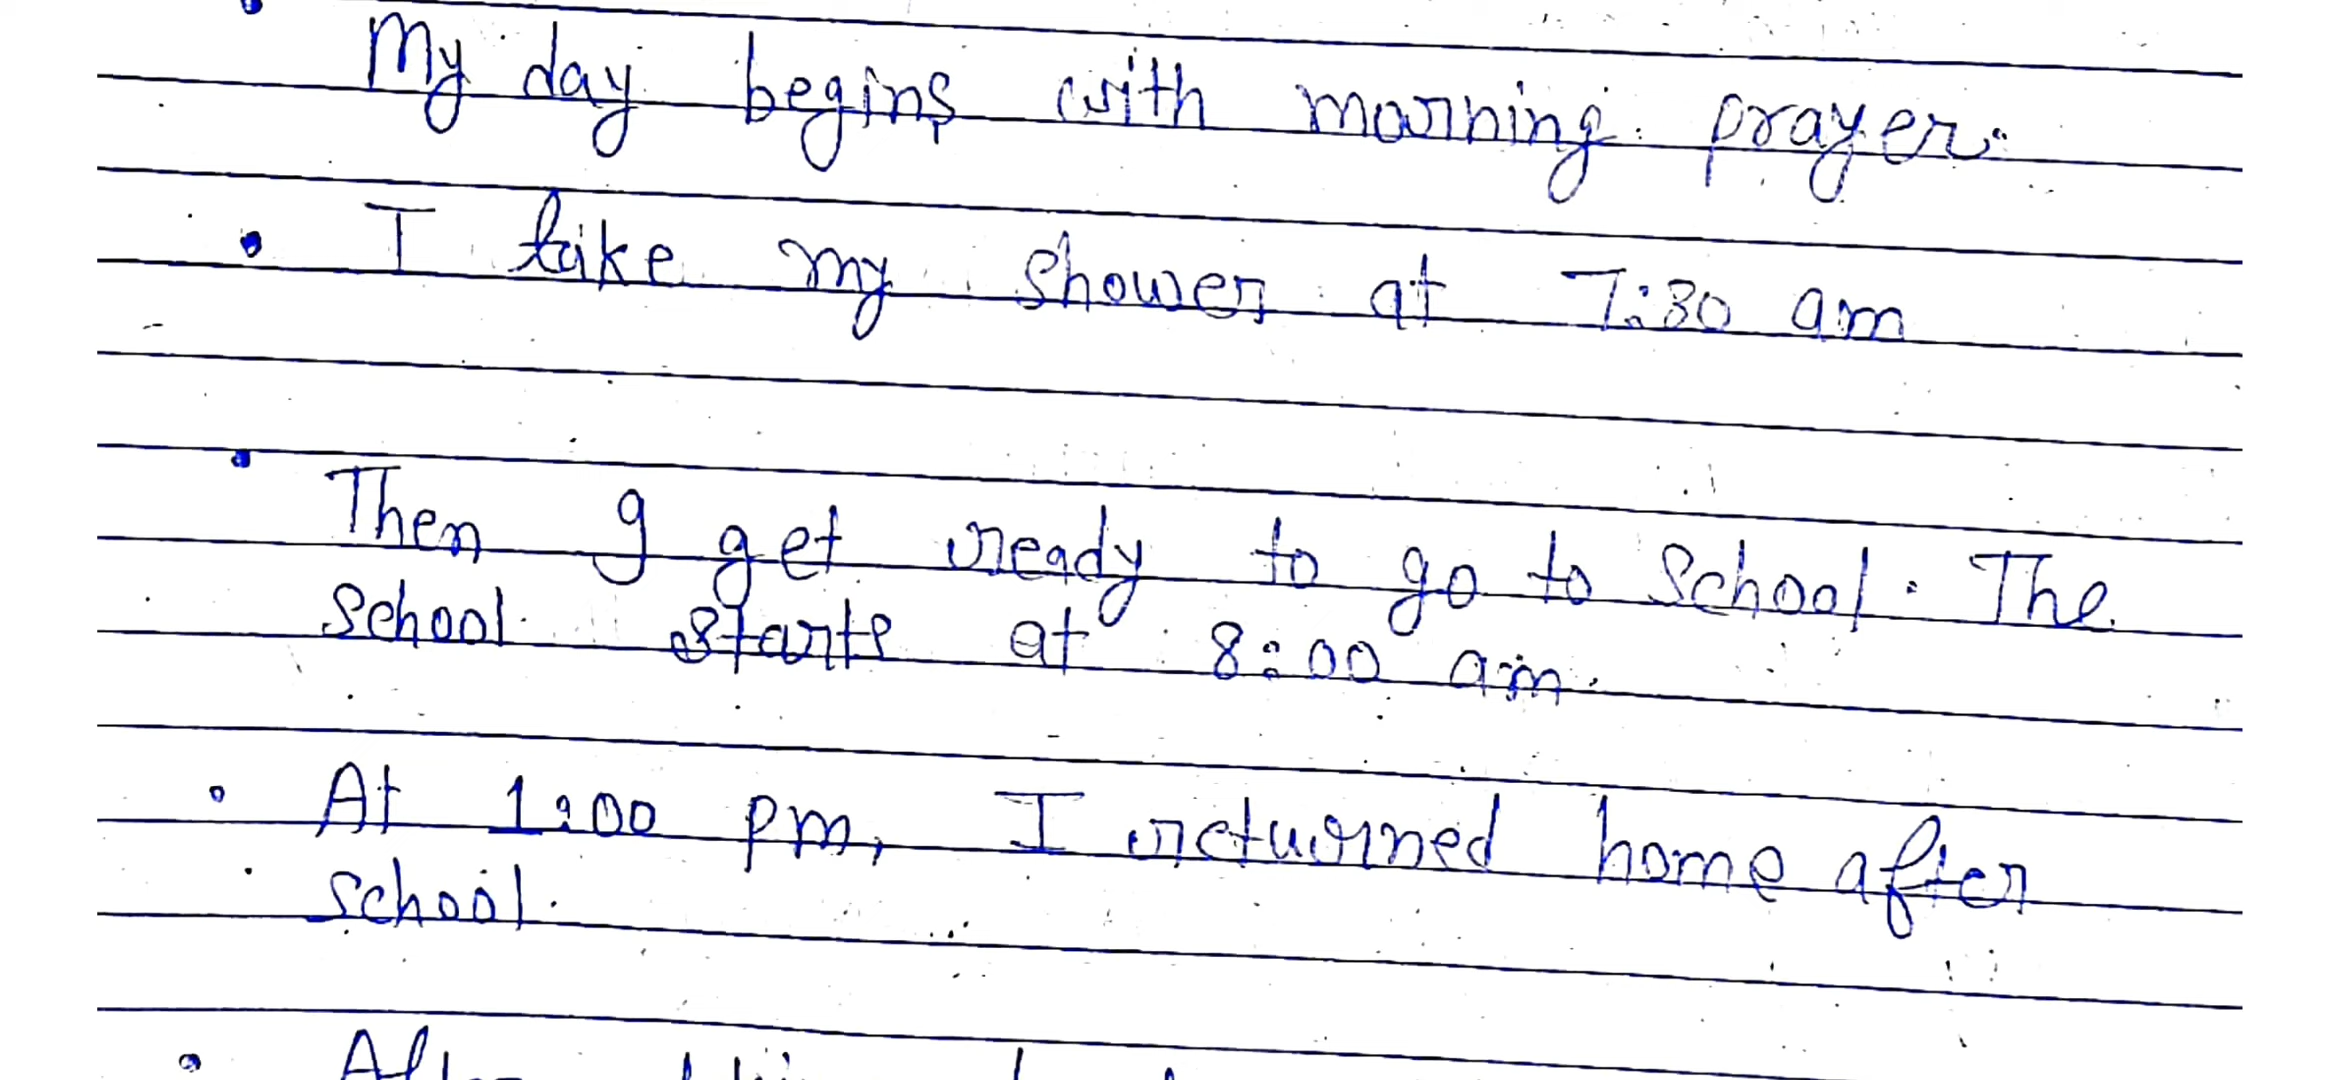 • My day begins with morning prayer.
• I take my shower at 7:30 am
• Then I get ready to go to School. The
school starts at 8:00 am.
• At 1:00 pm, I returned home after
school.